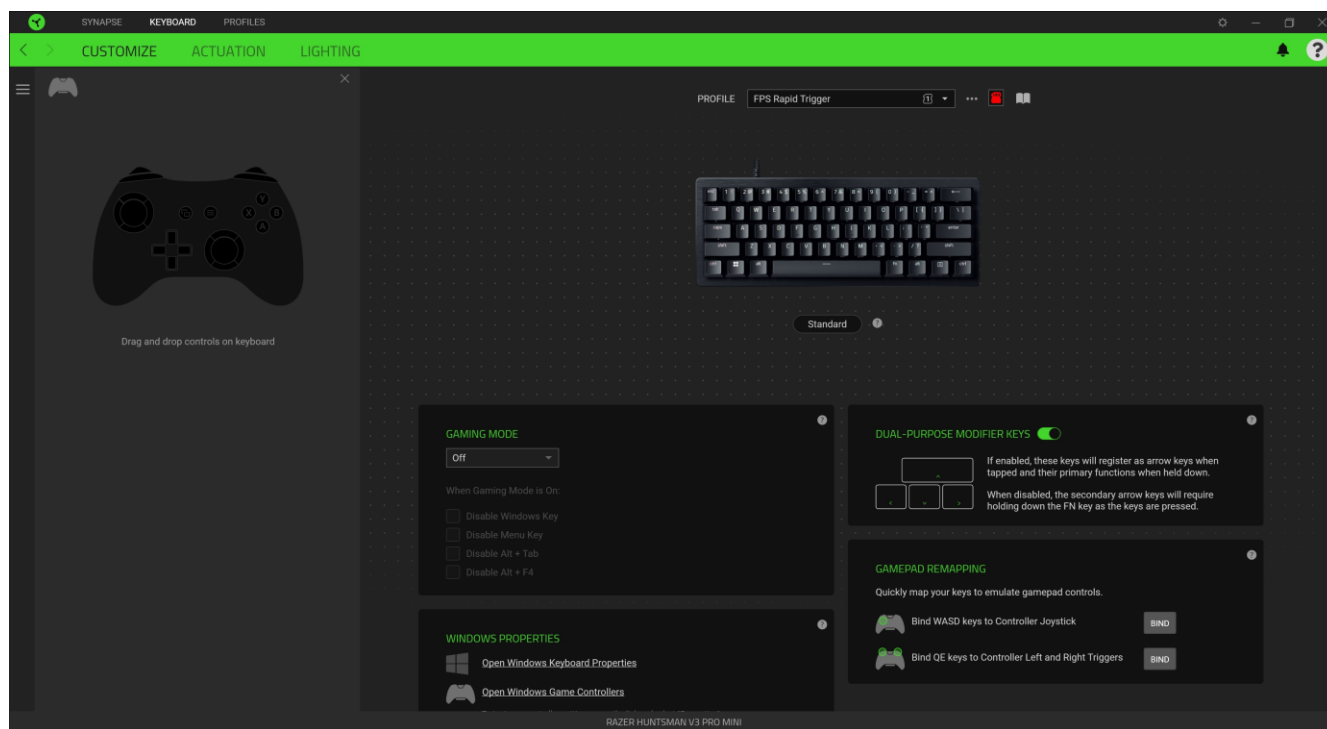 SYNAPSE KEYBOARD PROFILES
CUSTOMIZE ACTUATION LIGHTING
PROFILE FPS Rapid Trigger 1
Y
X B
A
Drag and drop controls on keyboard
Standard
GAMING MODE
Off
When Gaming Mode is On:
Disable Windows Key
Disable Menu Key
Disable Alt + Tab
Disable Alt + F4
WINDOWS PROPERTIES
Open Windows Keyboard Properties
Open Windows Game Controllers
DUAL-PURPOSE MODIFIER KEYS
If enabled, these keys will register as arrow keys when
tapped and their primary functions when held down.
When disabled, the secondary arrow keys will require
holding down the FN key as the keys are pressed.
GAMEPAD REMAPPING
Quickly map your keys to emulate gamepad controls.
Bind WASD keys to Controller Joystick BIND
Bind QE keys to Controller Left and Right Triggers BIND
RAZER HUNTSMAN V3 PRO MINI